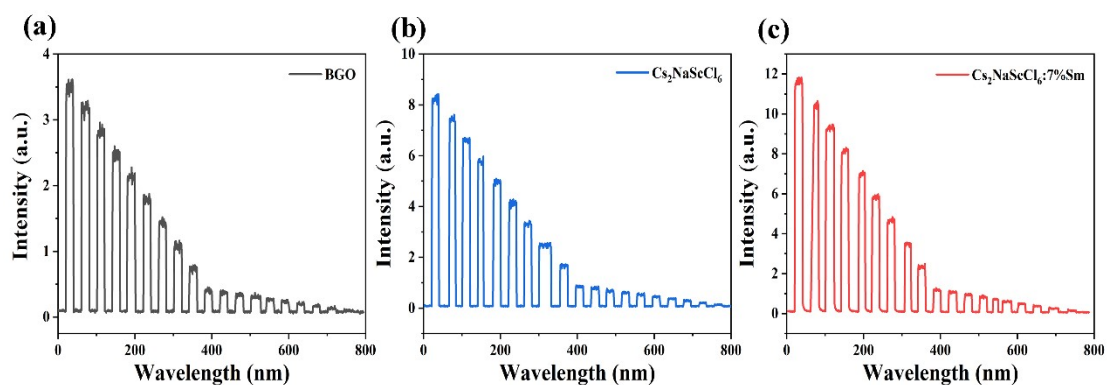 (a)
BGO
4
3
2
1
0
Intensity (a.u.)
0 200 400 600 800
Wavelength (nm)
(b)
Cs₂NaScCl₆
10
8
6
4
2
0
Intensity (a.u.)
0 200 400 600 800
Wavelength (nm)
(c)
Cs₂NaScCl₆:7%Sm
12
10
8
6
4
2
0
Intensity (a.u.)
0 200 400 600 800
Wavelength (nm)